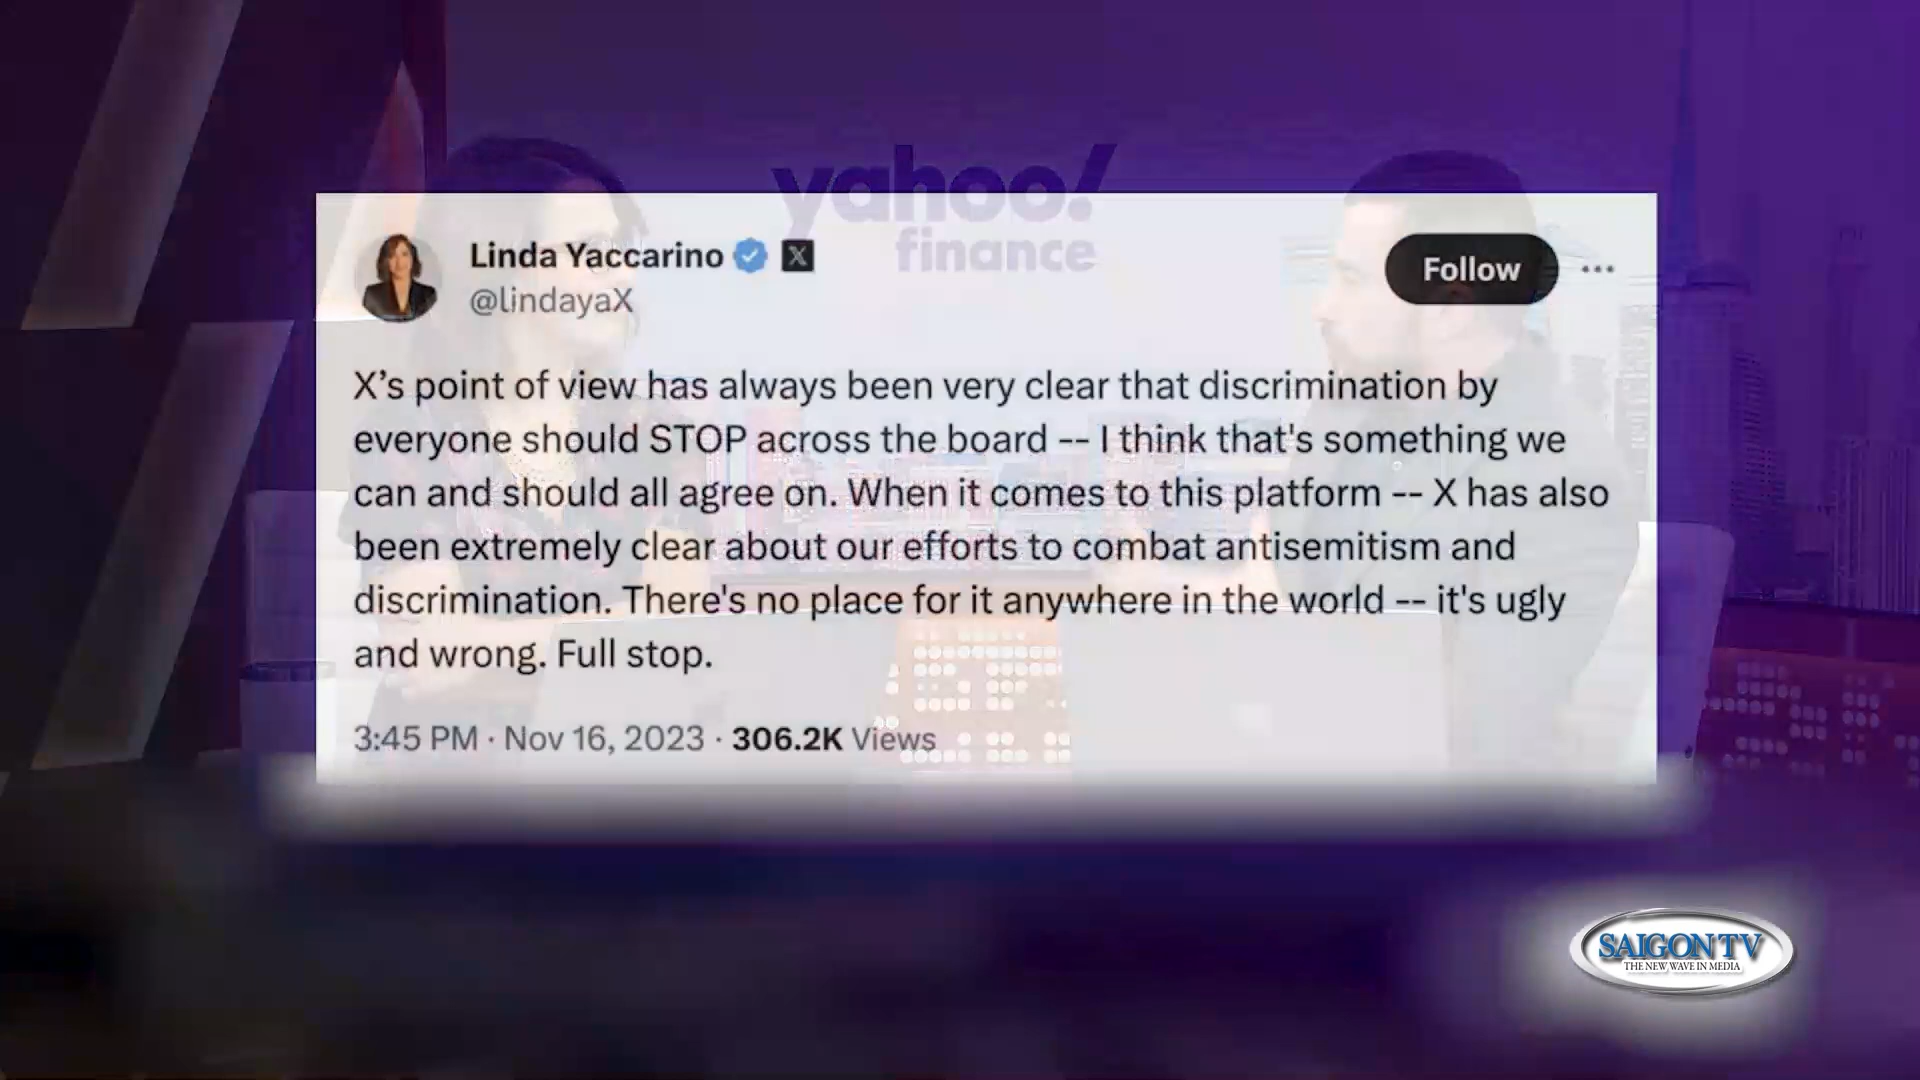 yahoo!
finance
Linda Yaccarino X
@lindayaX
Follow
X’s point of view has always been very clear that discrimination by
everyone should STOP across the board -- I think that's something we
can and should all agree on. When it comes to this platform -- X has also
been extremely clear about our efforts to combat antisemitism and
discrimination. There's no place for it anywhere in the world -- it's ugly
and wrong. Full stop.
3:45 PM · Nov 16, 2023 · 306.2K Views
SAIGON TV
THE NEW WAVE IN MEDIA